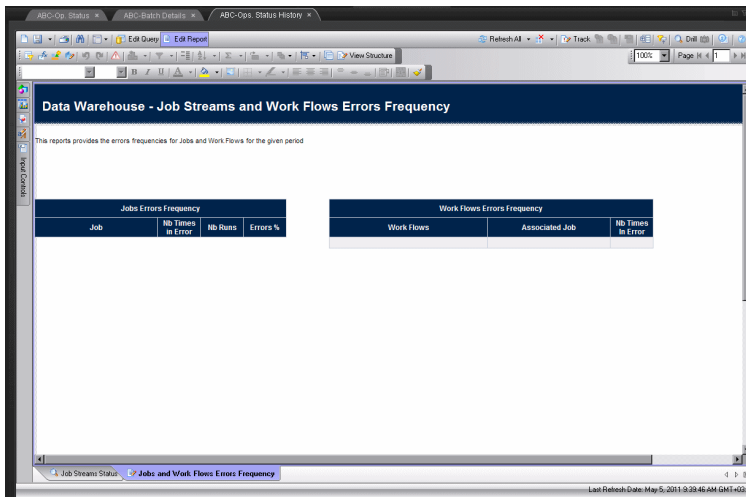 ABC-Op. Status × ABC-Batch Details × ABC-Ops. Status History ×
Edit Query Edit Report Refresh All Track Drill
View Structure 100% Page 1
B I U A
Data Warehouse - Job Streams and Work Flows Errors Frequency
Input Controls
This reports provides the errors frequencies for Jobs and Work Flows for the given period
Jobs Errors Frequency Work Flows Errors Frequency
Job Nb Times in Error Nb Runs Errors % Work Flows Associated Job Nb Times In Error
Job Streams Status Jobs and Work Flows Errors Frequency
Last Refresh Date: May 5, 2011 9:39:46 AM GMT+03